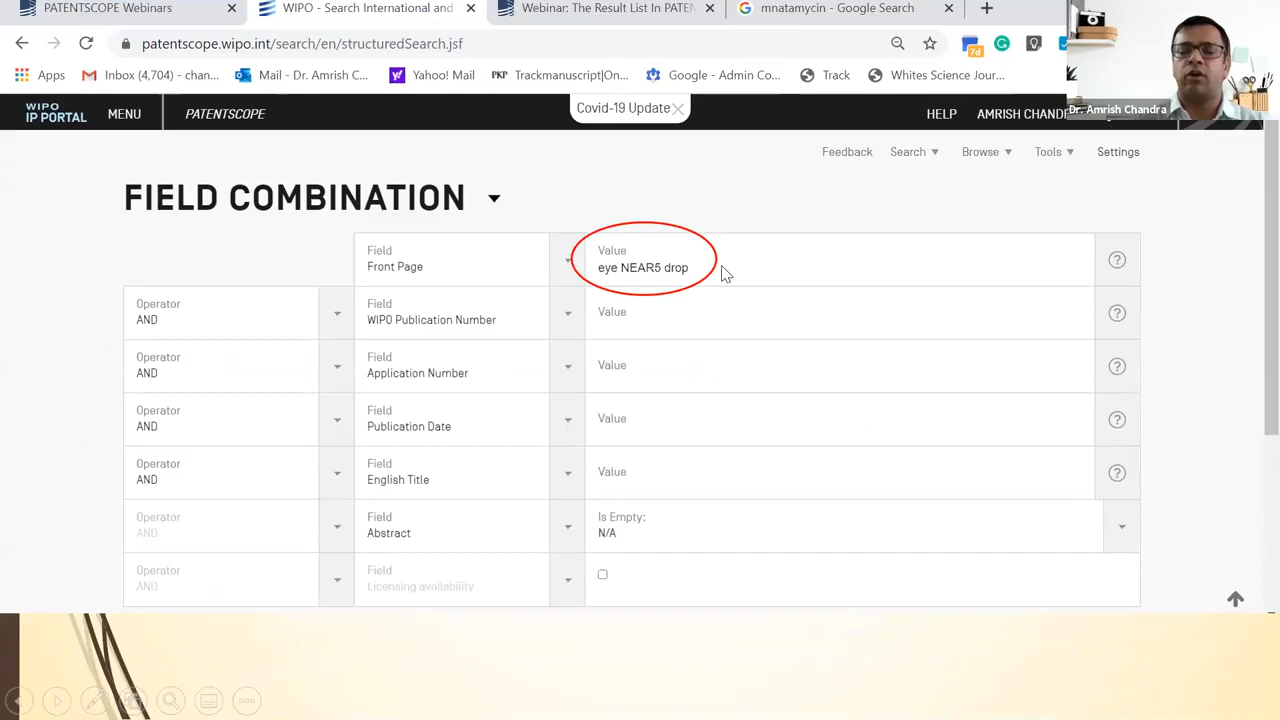 PATENTSCOPE Webinars
WIPO - Search International and
Webinar: The Result List In PATEN
mnatamycin - Google Search
patentscope.wipo.int/search/en/structuredSearch.jsf
7d
Apps
Inbox (4,704) - chan...
Mail - Dr. Amrish C...
Yahoo! Mail
PKP
Trackmanuscript|On...
Google - Admin Co...
Track
Whites Science Jour...
Dr. Amrish Chandra
WIPO
IP PORTAL
MENU
PATENTSCOPE
Covid-19 Update
HELP
AMRISH CHAND
Feedback
Search
Browse
Tools
Settings
FIELD COMBINATION
Field
Front Page
Value
eye NEAR5 drop
?
Operator
AND
Field
WIPO Publication Number
Value
?
Operator
AND
Field
Application Number
Value
?
Operator
AND
Field
Publication Date
Value
?
Operator
AND
Field
English Title
Value
?
Operator
AND
Field
Abstract
Is Empty:
N/A
Operator
AND
Field
Licensing availability